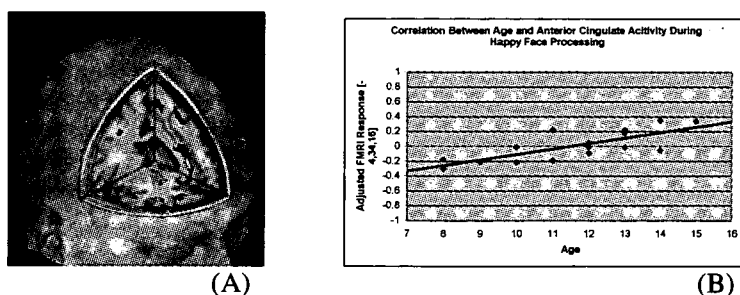 Correlation Between Age and Anterior Cingulate Acitivity During
Happy Face Processing
Adjusted FMRI Response [-
4,34,16]
1
0.8
0.6
0.4
0.2
0
-0.2
-0.4
-0.6
-0.8
-1
7 8 9 10 11 12 13 14 15 16
Age
(A) (B)